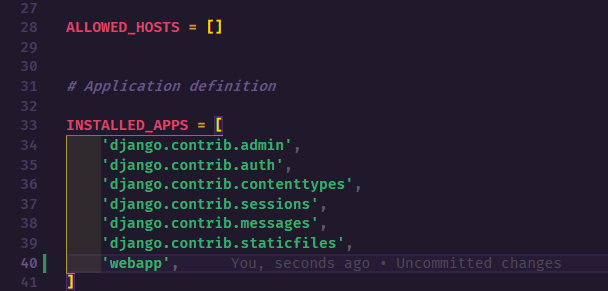 27
28 ALLOWED_HOSTS = []
29
30
31 # Application definition
32
33 INSTALLED_APPS = [
34 'django.contrib.admin',
35 'django.contrib.auth',
36 'django.contrib.contenttypes',
37 'django.contrib.sessions',
38 'django.contrib.messages',
39 'django.contrib.staticfiles',
40 'webapp', You, seconds ago • Uncommitted changes
41 ]